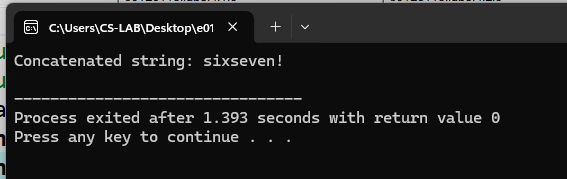 C:\Users\CS-LAB\Desktop\e01
Concatenated string: sixseven!
--------------------------------
Process exited after 1.393 seconds with return value 0
Press any key to continue . . .